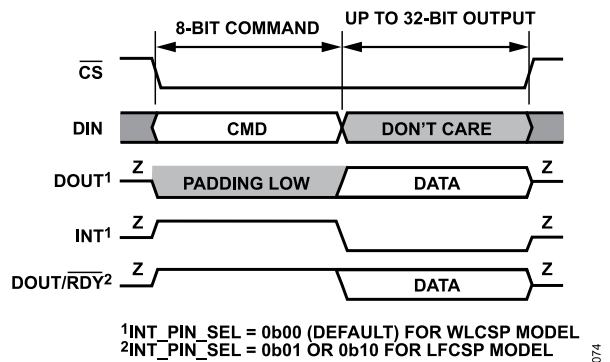 8-BIT COMMAND UP TO 32-BIT OUTPUT
CS
DIN CMD DON'T CARE
DOUT1 Z PADDING LOW DATA Z
INT1 Z Z
DOUT/RDY2 Z DATA Z
1INT_PIN_SEL = 0b00 (DEFAULT) FOR WLCSP MODEL
2INT_PIN_SEL = 0b01 OR 0b10 FOR LFCSP MODEL
074